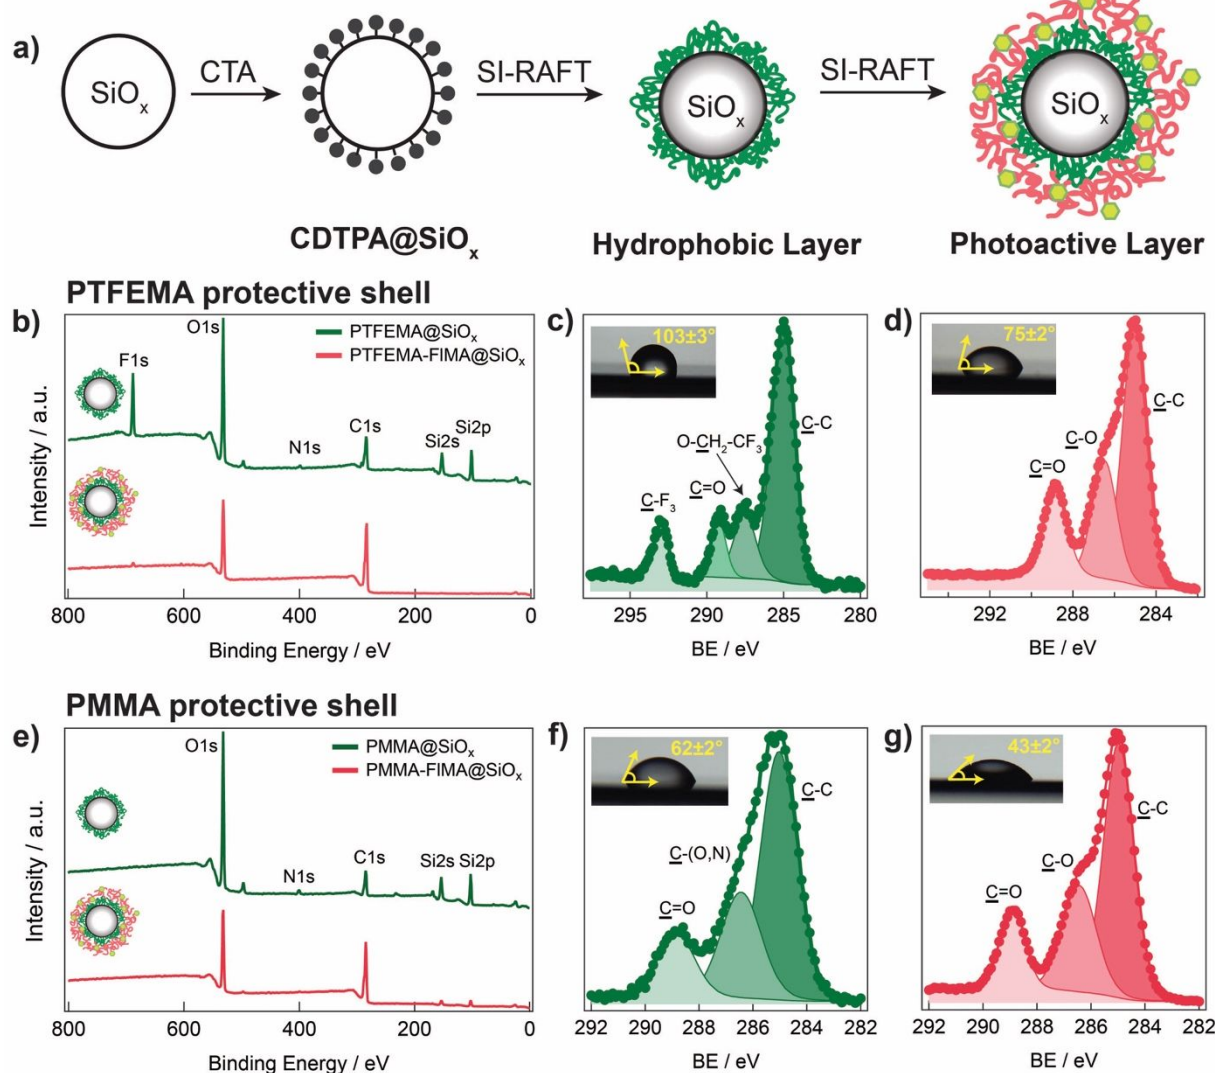 a)
SiOx
CTA
SI-RAFT
SiOx
SI-RAFT
SiOx
CDTPA@SiOx
Hydrophobic Layer
Photoactive Layer
PTFEMA protective shell
b)
O1s
PTFEMA@SiOx
PTFEMA-FIMA@SiOx
F1s
N1s
C1s
Si2s
Si2p
Intensity / a.u.
800
600
400
200
0
Binding Energy / eV
c)
103±3°
C-C
O-CH2-CF3
C=O
C-F3
295
290
285
280
BE / eV
d)
75±2°
C-C
C-O
C=O
292
288
284
BE / eV
PMMA protective shell
e)
O1s
PMMA@SiOx
PMMA-FIMA@SiOx
N1s
C1s
Si2s
Si2p
Intensity / a.u.
800
600
400
200
0
Binding Energy / eV
f)
62±2°
C-C
C-(O,N)
C=O
292
290
288
286
284
282
BE / eV
g)
43±2°
C-C
C-O
C=O
292
290
288
286
284
282
BE / eV